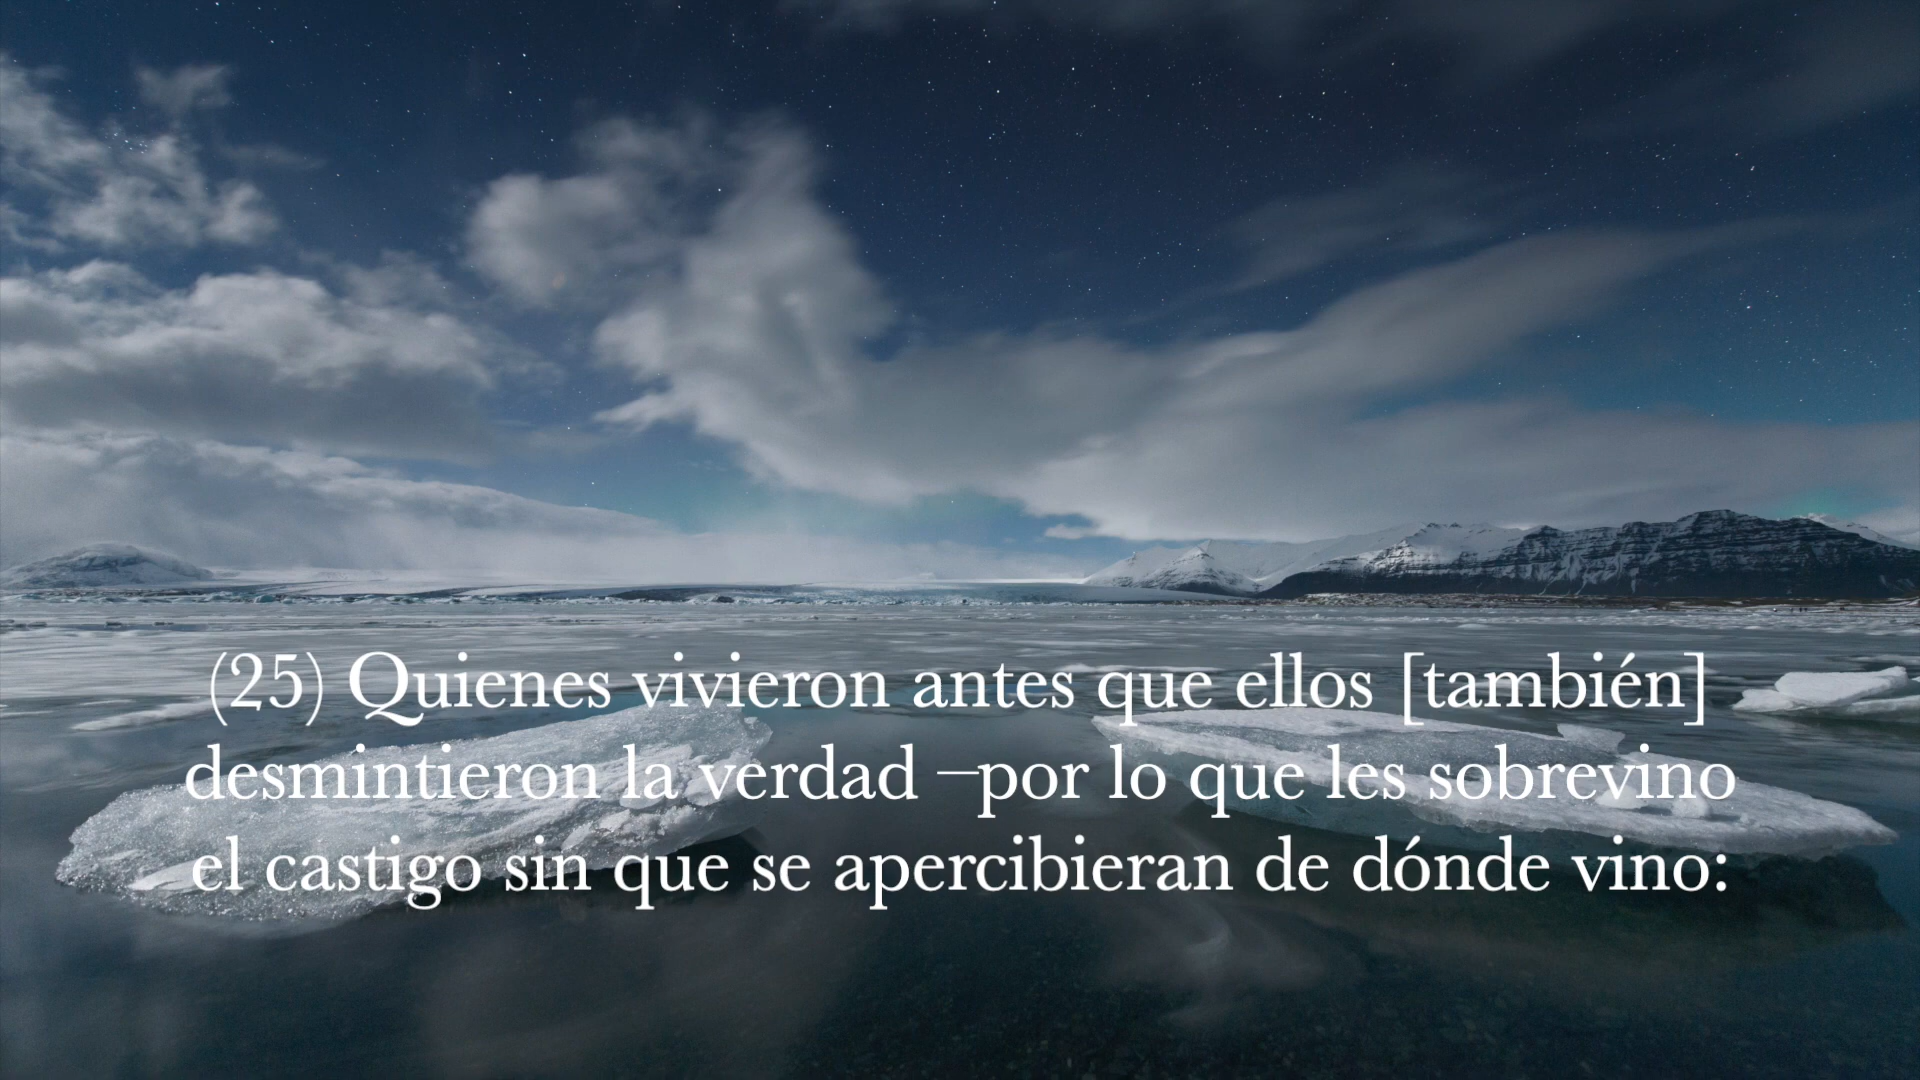 (25) Quienes vivieron antes que ellos [también]
desmintieron la verdad —por lo que les sobrevino
el castigo sin que se apercibieran de dónde vino: